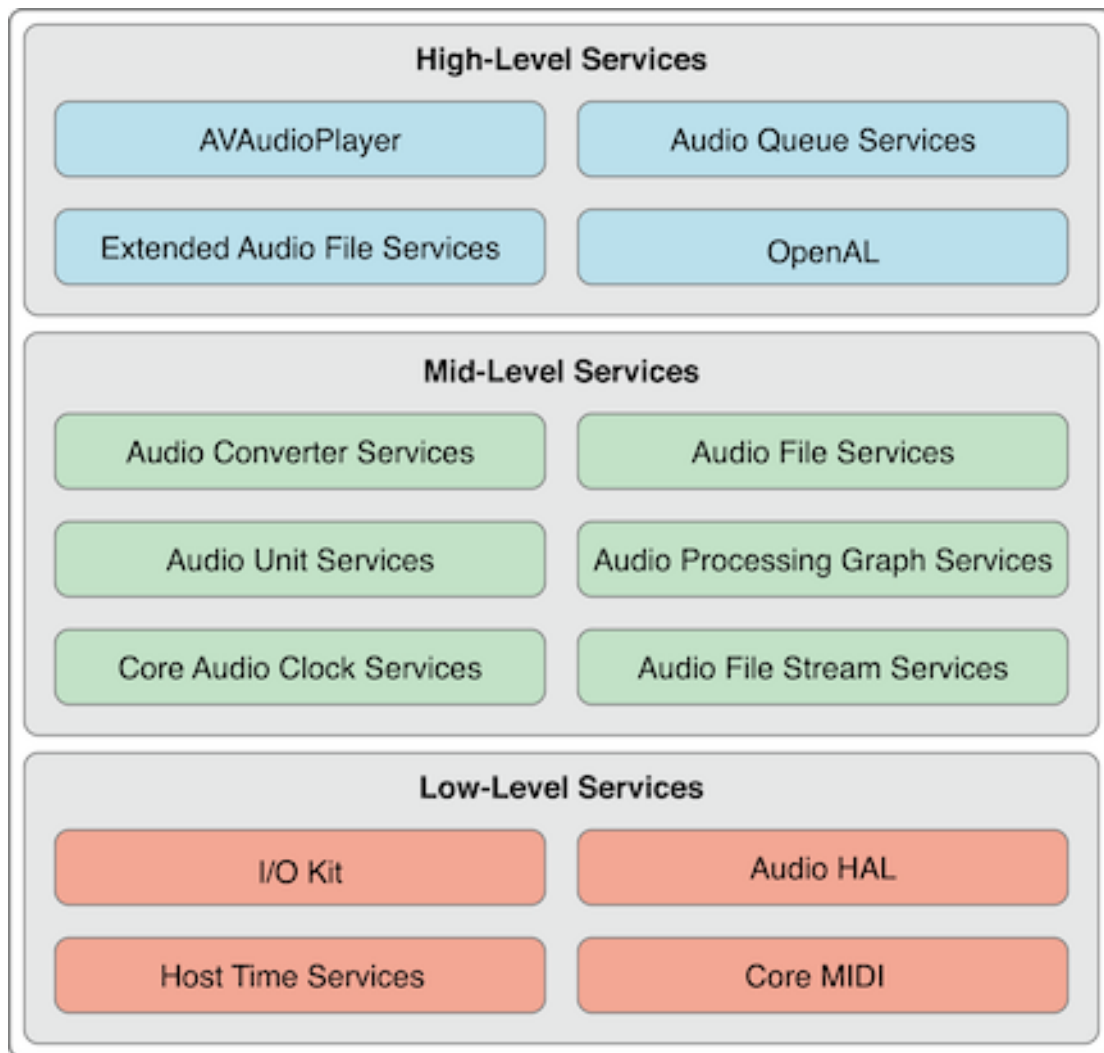 High-Level Services
AVAudioPlayer
Audio Queue Services
Extended Audio File Services
OpenAL
Mid-Level Services
Audio Converter Services
Audio File Services
Audio Unit Services
Audio Processing Graph Services
Core Audio Clock Services
Audio File Stream Services
Low-Level Services
I/O Kit
Audio HAL
Host Time Services
Core MIDI